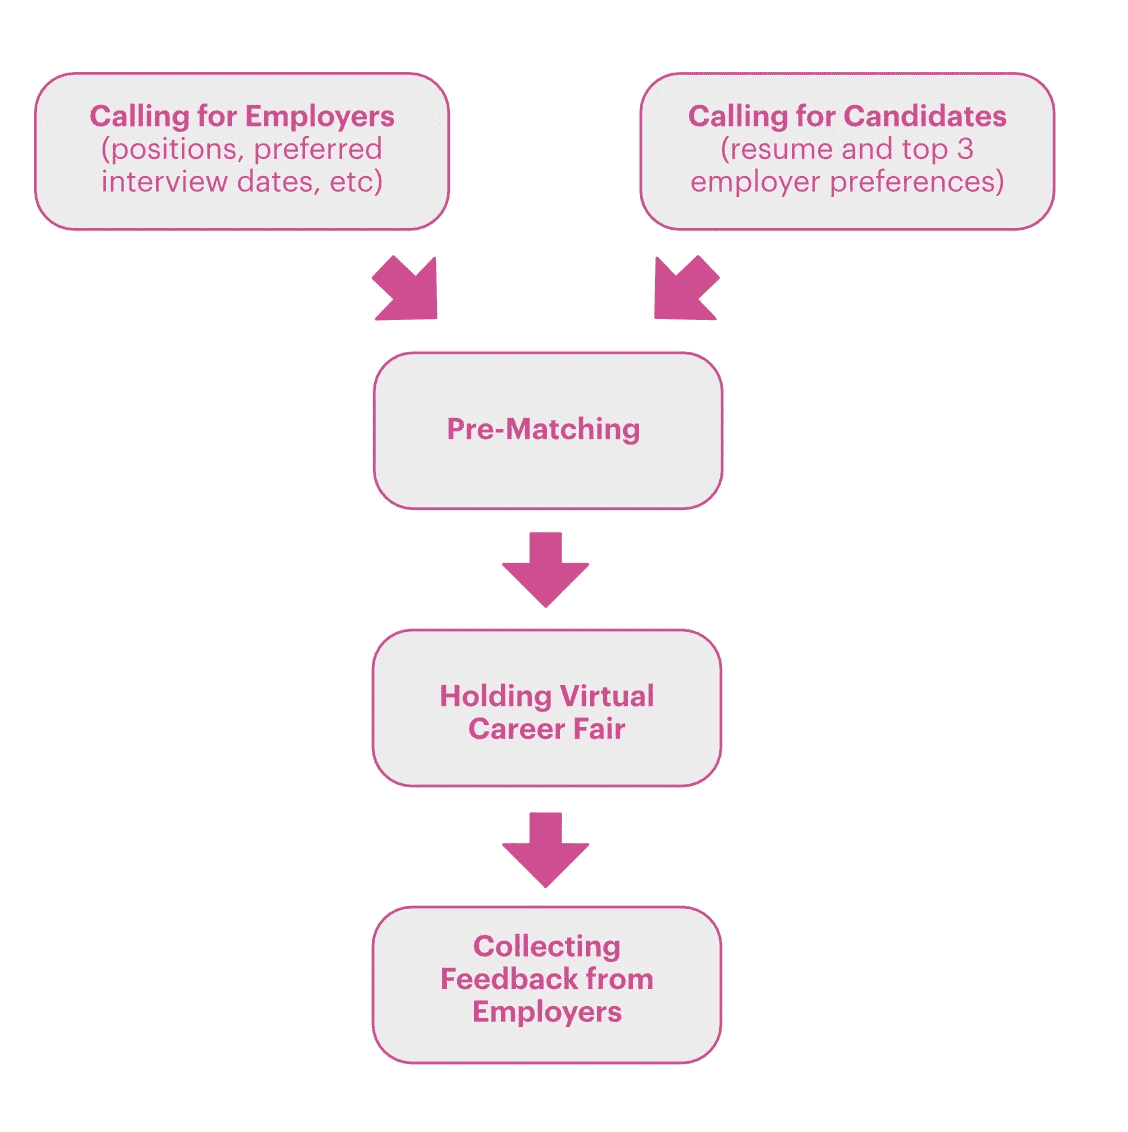 Calling for Employers
(positions, preferred
interview dates, etc)
Calling for Candidates
(resume and top 3
employer preferences)
Pre-Matching
Holding Virtual
Career Fair
Collecting
Feedback from
Employers